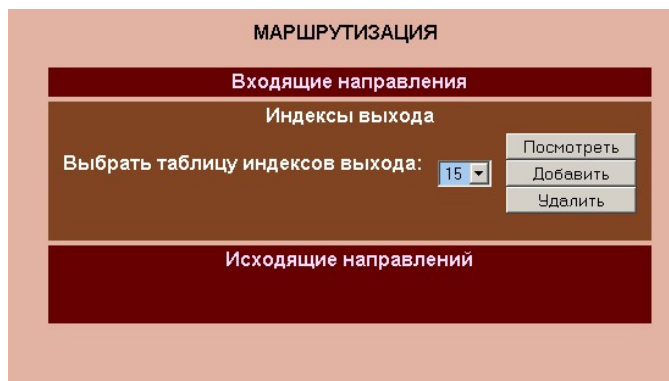 МАРШРУТИЗАЦИЯ
Входящие направления
Индексы выхода
Выбрать таблицу индексов выхода:
15
Посмотреть
Добавить
Удалить
Исходящие направлений